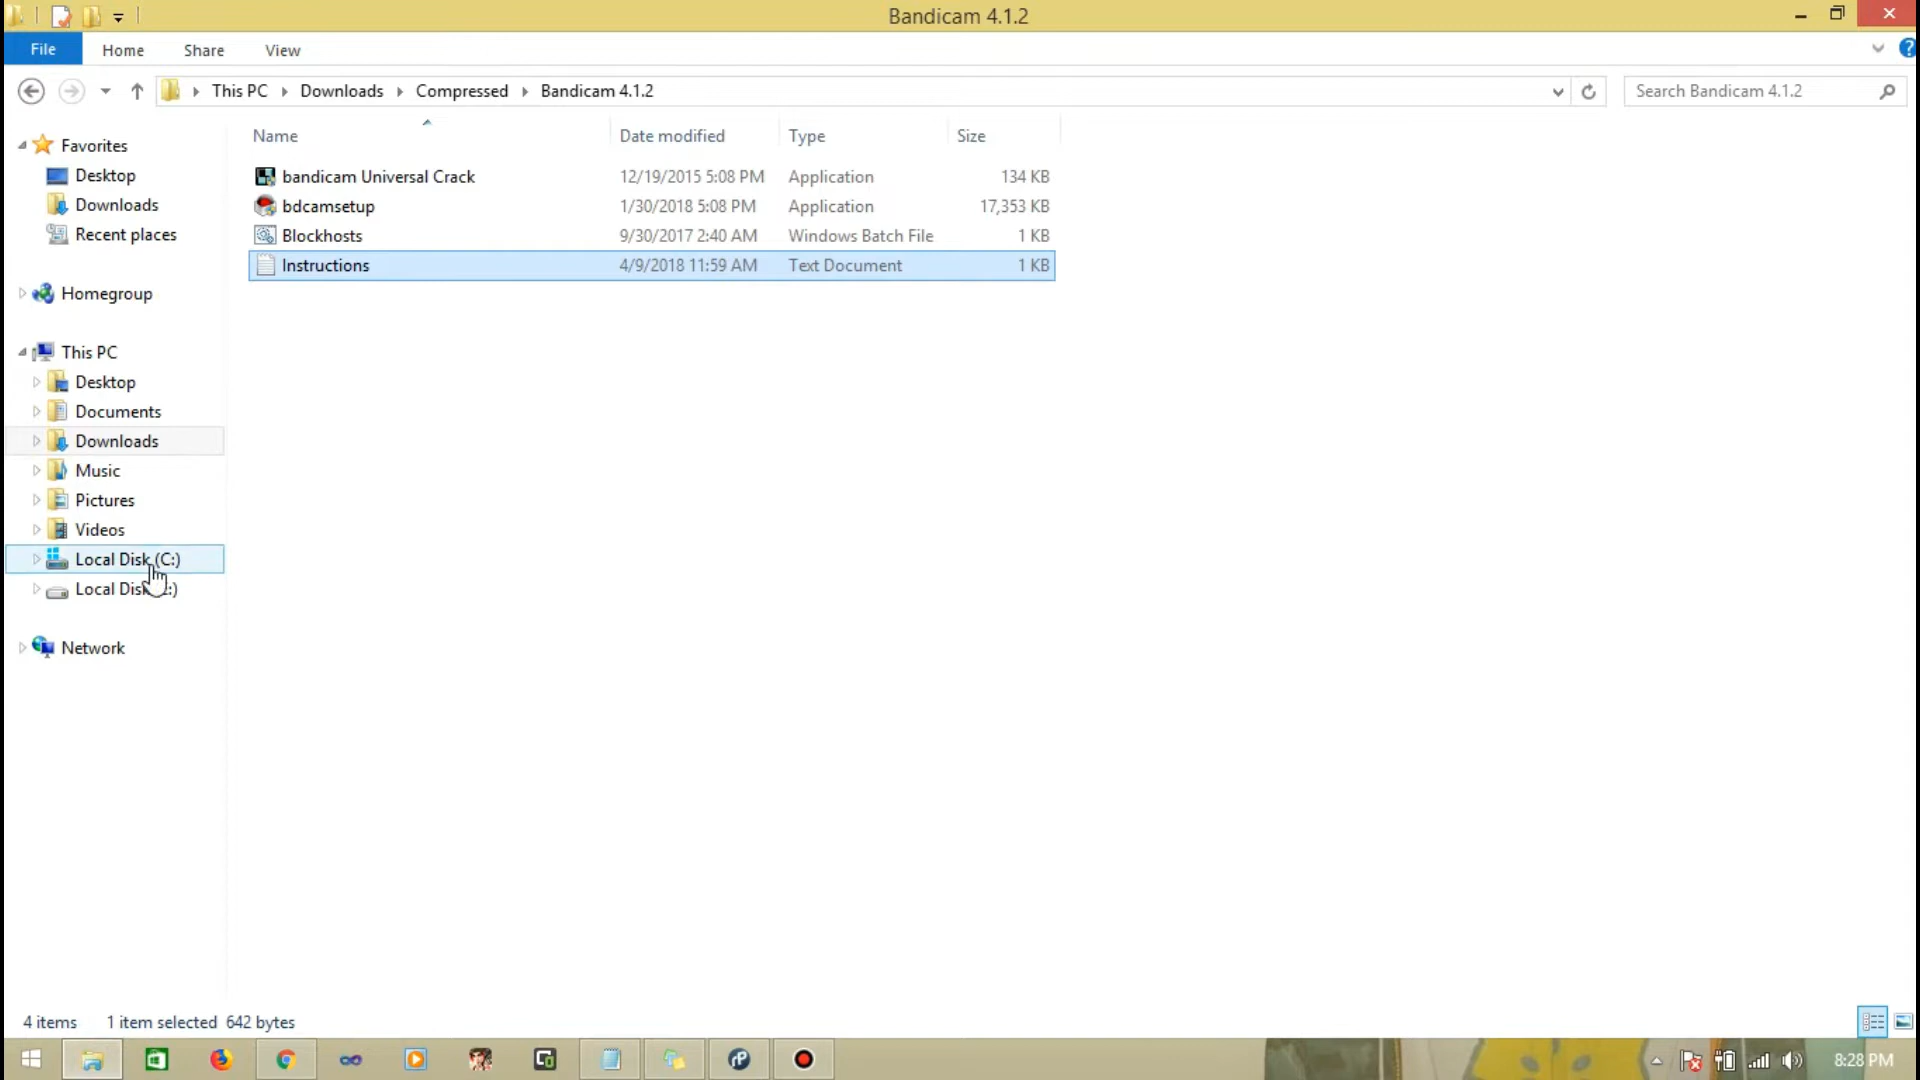 Bandicam 4.1.2
File Home Share View
This PC Downloads Compressed Bandicam 4.1.2
Search Bandicam 4.1.2
Name Date modified Type Size
bandicam Universal Crack 12/19/2015 5:08 PM Application 134 KB
bdcamsetup 1/30/2018 5:08 PM Application 17,353 KB
Blockhosts 9/30/2017 2:40 AM Windows Batch File 1 KB
Instructions 4/9/2018 11:59 AM Text Document 1 KB
Favorites
Desktop
Downloads
Recent places
Homegroup
This PC
Desktop
Documents
Downloads
Music
Pictures
Videos
Local Disk (C:)
Local Disk :)
Network
4 items 1 item selected 642 bytes
8:28 PM